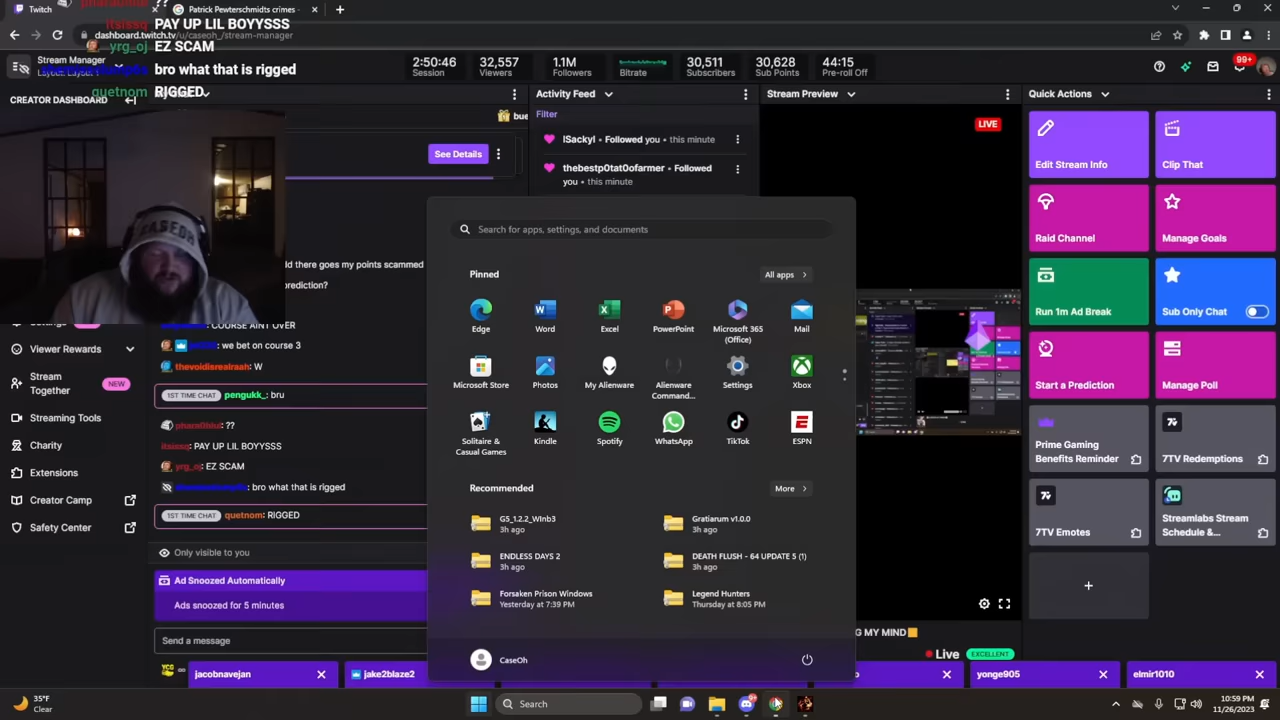 Twitch
Patrick Pewterschmidts crimes -
dashboard.twitch.tv/u/caseoh_/stream-manager
itsissq PAY UP LIL BOYYSSS
yrg_oj EZ SCAM
bro what that is rigged
quetnom RIGGED
Stream Manager
2:50:46
Session
32,557
Viewers
1.1M
Followers
Bitrate
30,511
Subscribers
30,628
Sub Points
44:15
Pre-roll Off
99+
CREATOR DASHBOARD
Activity Feed
Stream Preview
Quick Actions
Filter
bue
See Details
lSackyl • Followed you • this minute
thebestp0tat0ofarmer • Followed
you • this minute
LIVE
Edit Stream Info
Clip That
Raid Channel
Manage Goals
Run 1m Ad Break
Sub Only Chat
Start a Prediction
Manage Poll
Prime Gaming
Benefits Reminder
7TV Redemptions
7TV Emotes
Streamlabs Stream
Schedule &...
+
CASEOH
d there goes my points scammed
rediction?
COURSE AINT OVER
: we bet on course 3
thevoidisrealraah: W
1ST TIME CHAT pengukk_: bru
: ??
itsissq: PAY UP LIL BOYYSSS
yrg_oj: EZ SCAM
: bro what that is rigged
1ST TIME CHAT quetnom: RIGGED
Only visible to you
Ad Snoozed Automatically
Ads snoozed for 5 minutes
Send a message
Viewer Rewards
Stream
Together
NEW
Streaming Tools
Charity
Extensions
Creator Camp
Safety Center
Search for apps, settings, and documents
Pinned
All apps
Edge
Word
Excel
PowerPoint
Microsoft 365
(Office)
Mail
Microsoft Store
Photos
My Alienware
Alienware
Command...
Settings
Xbox
Solitaire &
Casual Games
Kindle
Spotify
WhatsApp
TikTok
ESPN
Recommended
More
G5_1.2.2_WInb3
3h ago
Gratiarum v1.0.0
3h ago
ENDLESS DAYS 2
3h ago
DEATH FLUSH - 64 UPDATE 5 (1)
3h ago
Forsaken Prison Windows
Yesterday at 7:39 PM
Legend Hunters
Thursday at 8:05 PM
CaseOh
G MY MIND
Live EXCELLENT
jacobnavejan
jake2blaze2
yonge905
elmir1010
35°F
Clear
Search
10:59 PM
11/26/2023